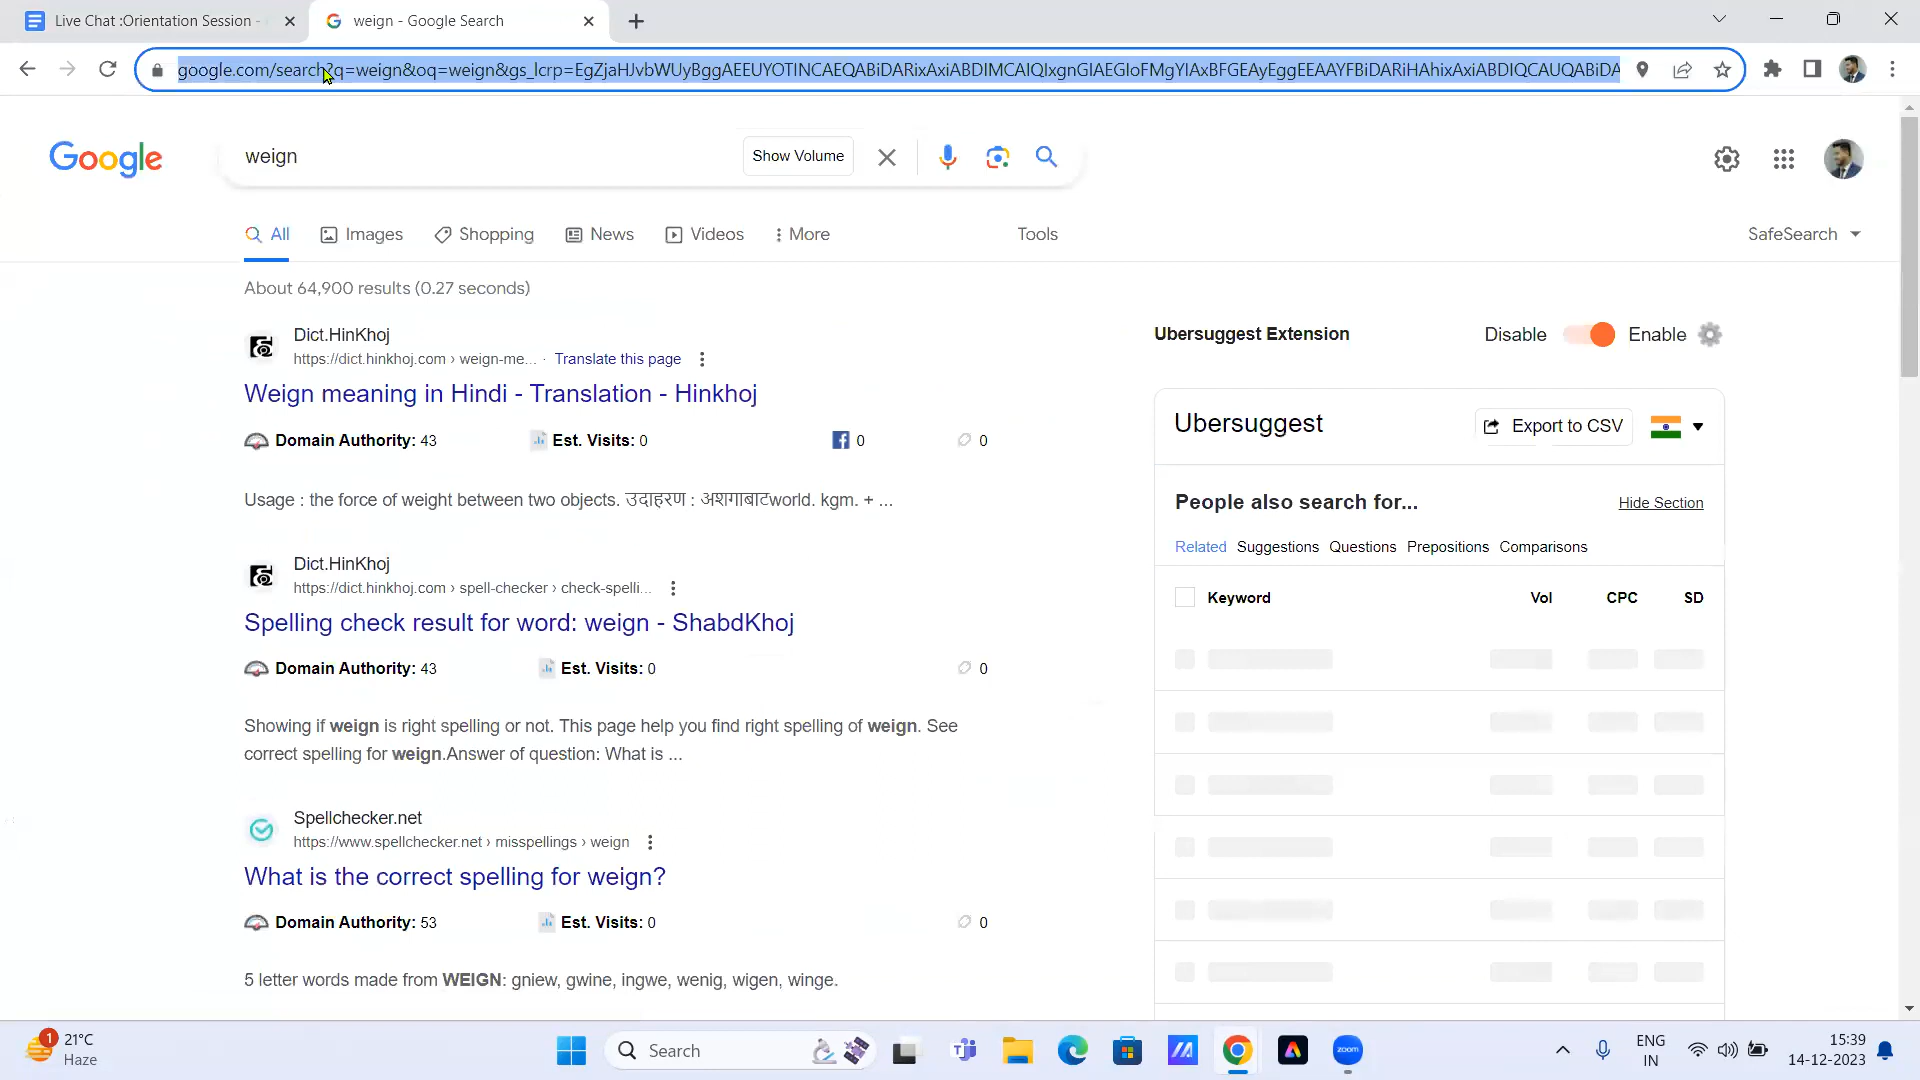 Live Chat :Orientation Session -
weign - Google Search
google.com/search?q=weign&oq=weign&gs_lcrp=EgZjaHJvbWUyBggAEEUYOTINCAEQABiDARixAxiABDIMCAIQIxgnGIAEGIoFMgYIAxBFGEAyEggEEAAYFBiDARiHAhixAxiABDIQCAUQABiDA
Google
weign
Show Volume
All
Images
Shopping
News
Videos
More
Tools
SafeSearch
About 64,900 results (0.27 seconds)
Dict.HinKhoj
https://dict.hinkhoj.com › weign-me... · Translate this page
Weign meaning in Hindi - Translation - Hinkhoj
Domain Authority: 43 Est. Visits: 0 0 0
Usage : the force of weight between two objects. उदाहरण : अशगाबाटworld. kgm. + ...
Dict.HinKhoj
https://dict.hinkhoj.com › spell-checker › check-spelli...
Spelling check result for word: weign - ShabdKhoj
Domain Authority: 43 Est. Visits: 0 0
Showing if weign is right spelling or not. This page help you find right spelling of weign. See
correct spelling for weign.Answer of question: What is ...
Spellchecker.net
https://www.spellchecker.net › misspellings › weign
What is the correct spelling for weign?
Domain Authority: 53 Est. Visits: 0 0
5 letter words made from WEIGN: gniew, gwine, ingwe, wenig, wigen, winge.
Ubersuggest Extension
Disable Enable
Ubersuggest
Export to CSV
People also search for...
Hide Section
Related Suggestions Questions Prepositions Comparisons
Keyword Vol CPC SD
1
21°C
Haze
Search
zoom
ENG
IN
15:39
14-12-2023